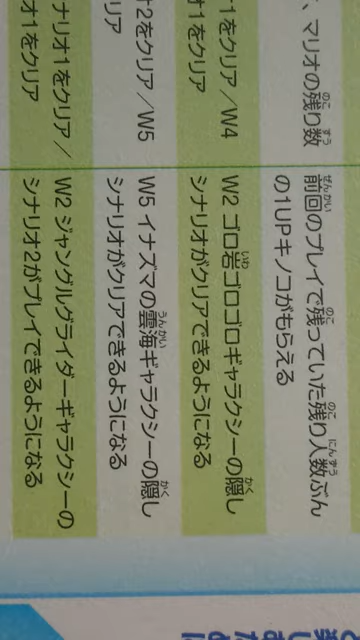 、マリオの残り数
前回のプレイで残っていた残り人数ぶん
の1UPキノコがもらえる
1をクリア／W4
オ1をクリア
W2 ゴロ岩ゴロゴロギャラクシーの隠し
シナリオがクリアできるようになる
オ2をクリア／W5
リア
W5 イナズマの雲海ギャラクシーの隠し
シナリオがクリアできるようになる
ナリオ1をクリア／
オ1をクリア
W2 ジャングルグライダーギャラクシーの
シナリオ2がプレイできるようになる